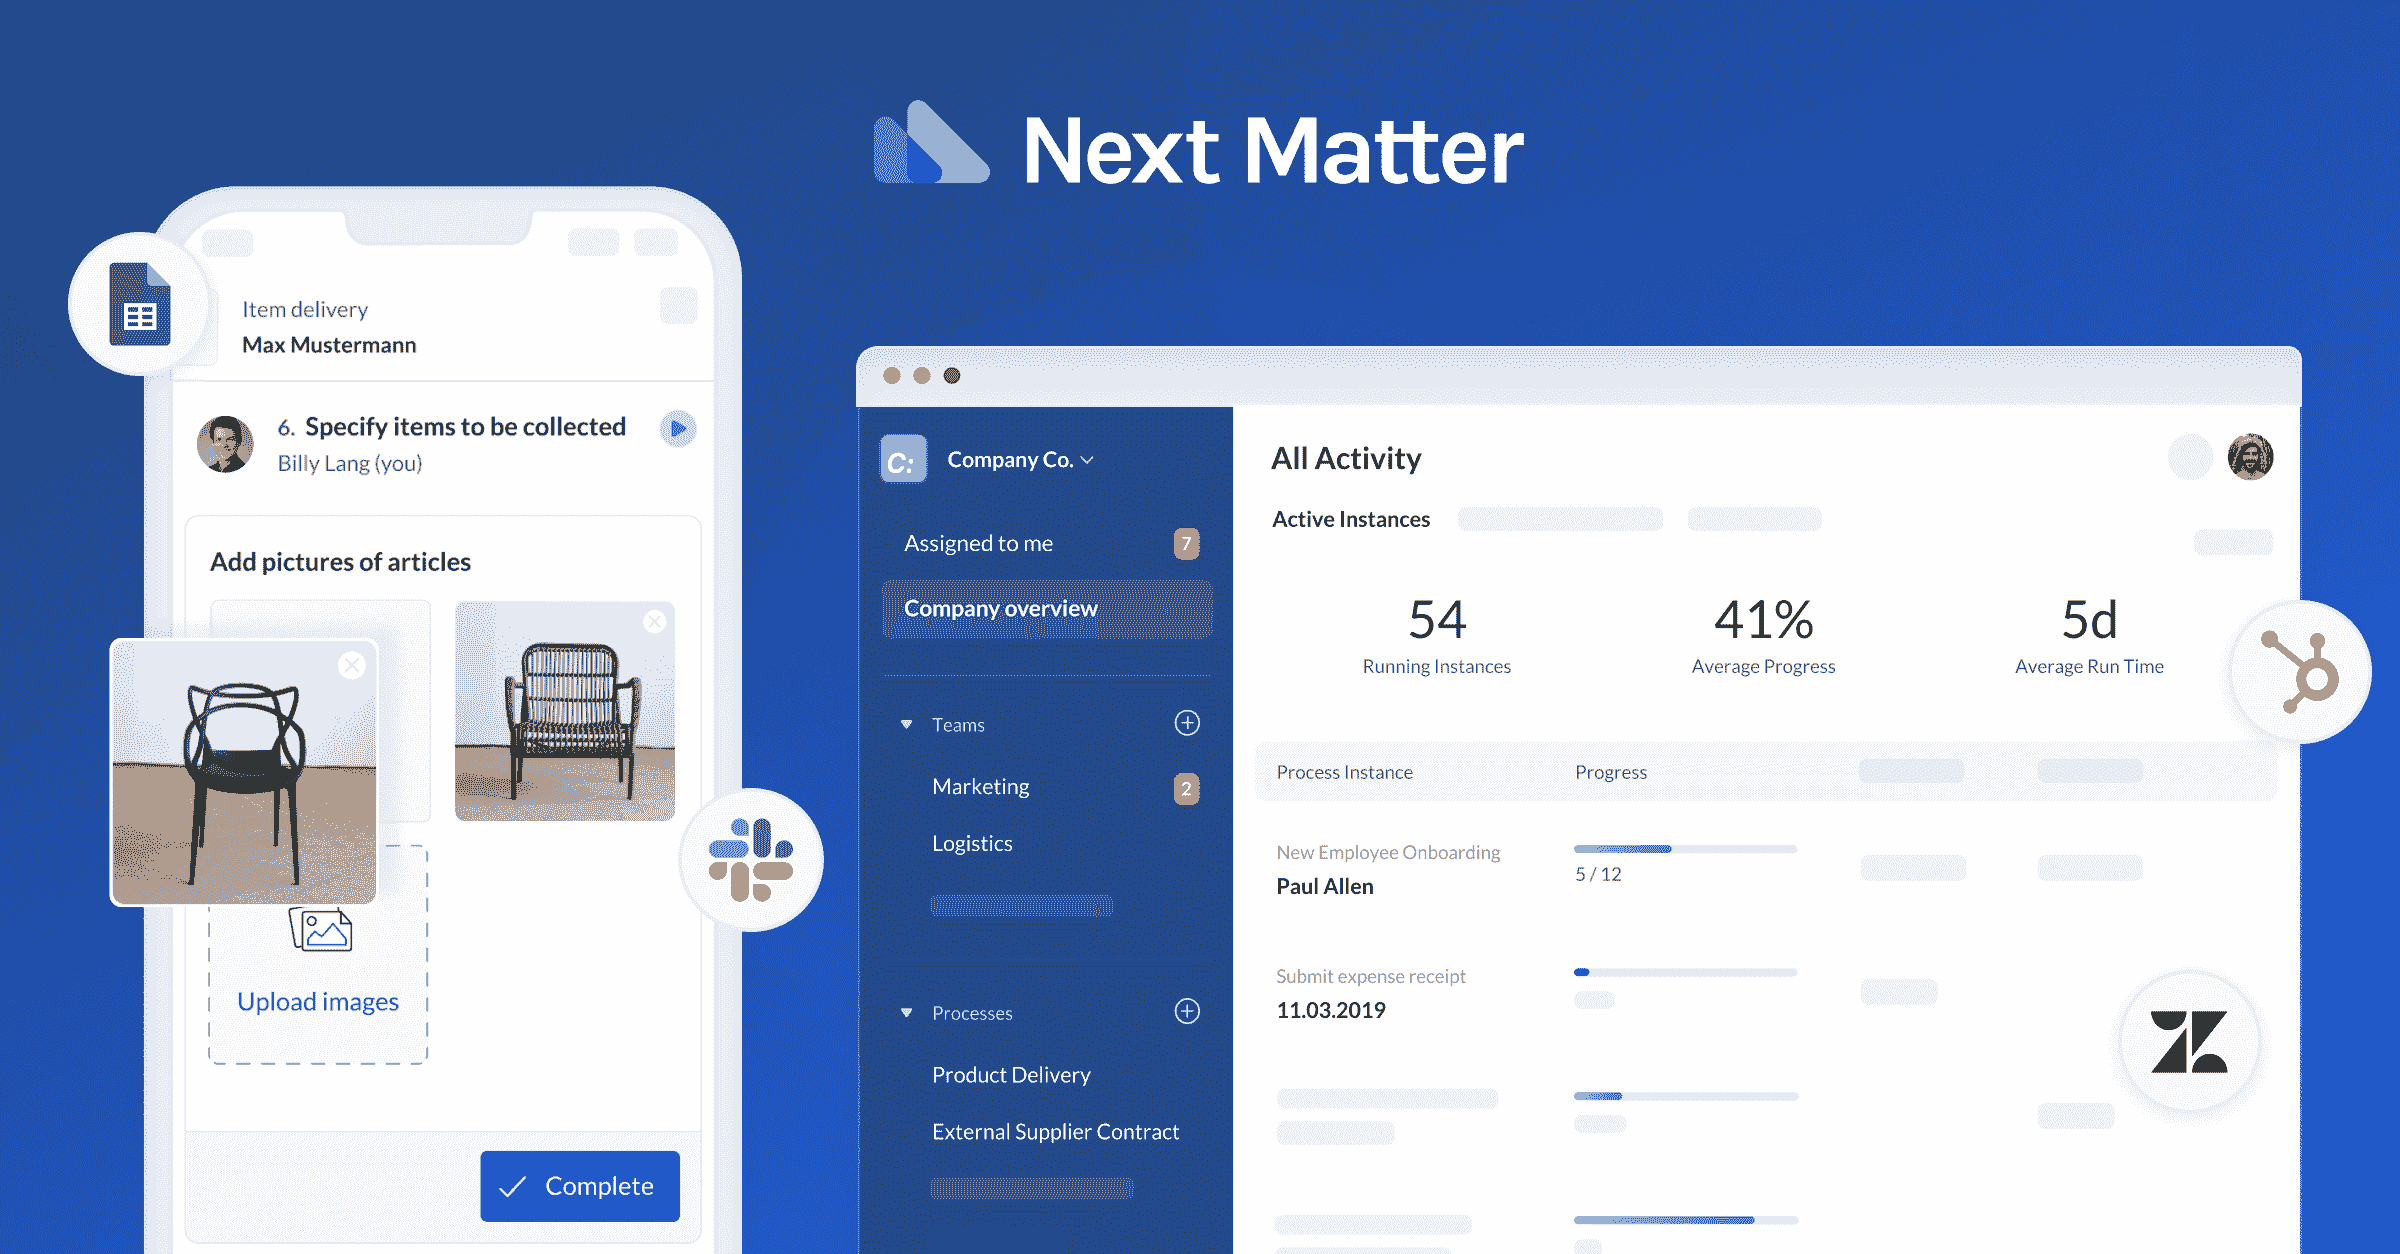 Next Matter
Item delivery
Max Mustermann
6. Specify items to be collected
Billy Lang (you)
Add pictures of articles
Upload images
Complete
C:
Company Co.
Assigned to me
7
Company overview
Teams
Marketing
2
Logistics
Processes
Product Delivery
External Supplier Contract
All Activity
Active Instances
54
Running Instances
41%
Average Progress
5d
Average Run Time
Process Instance
Progress
New Employee Onboarding
Paul Allen
5 / 12
Submit expense receipt
11.03.2019